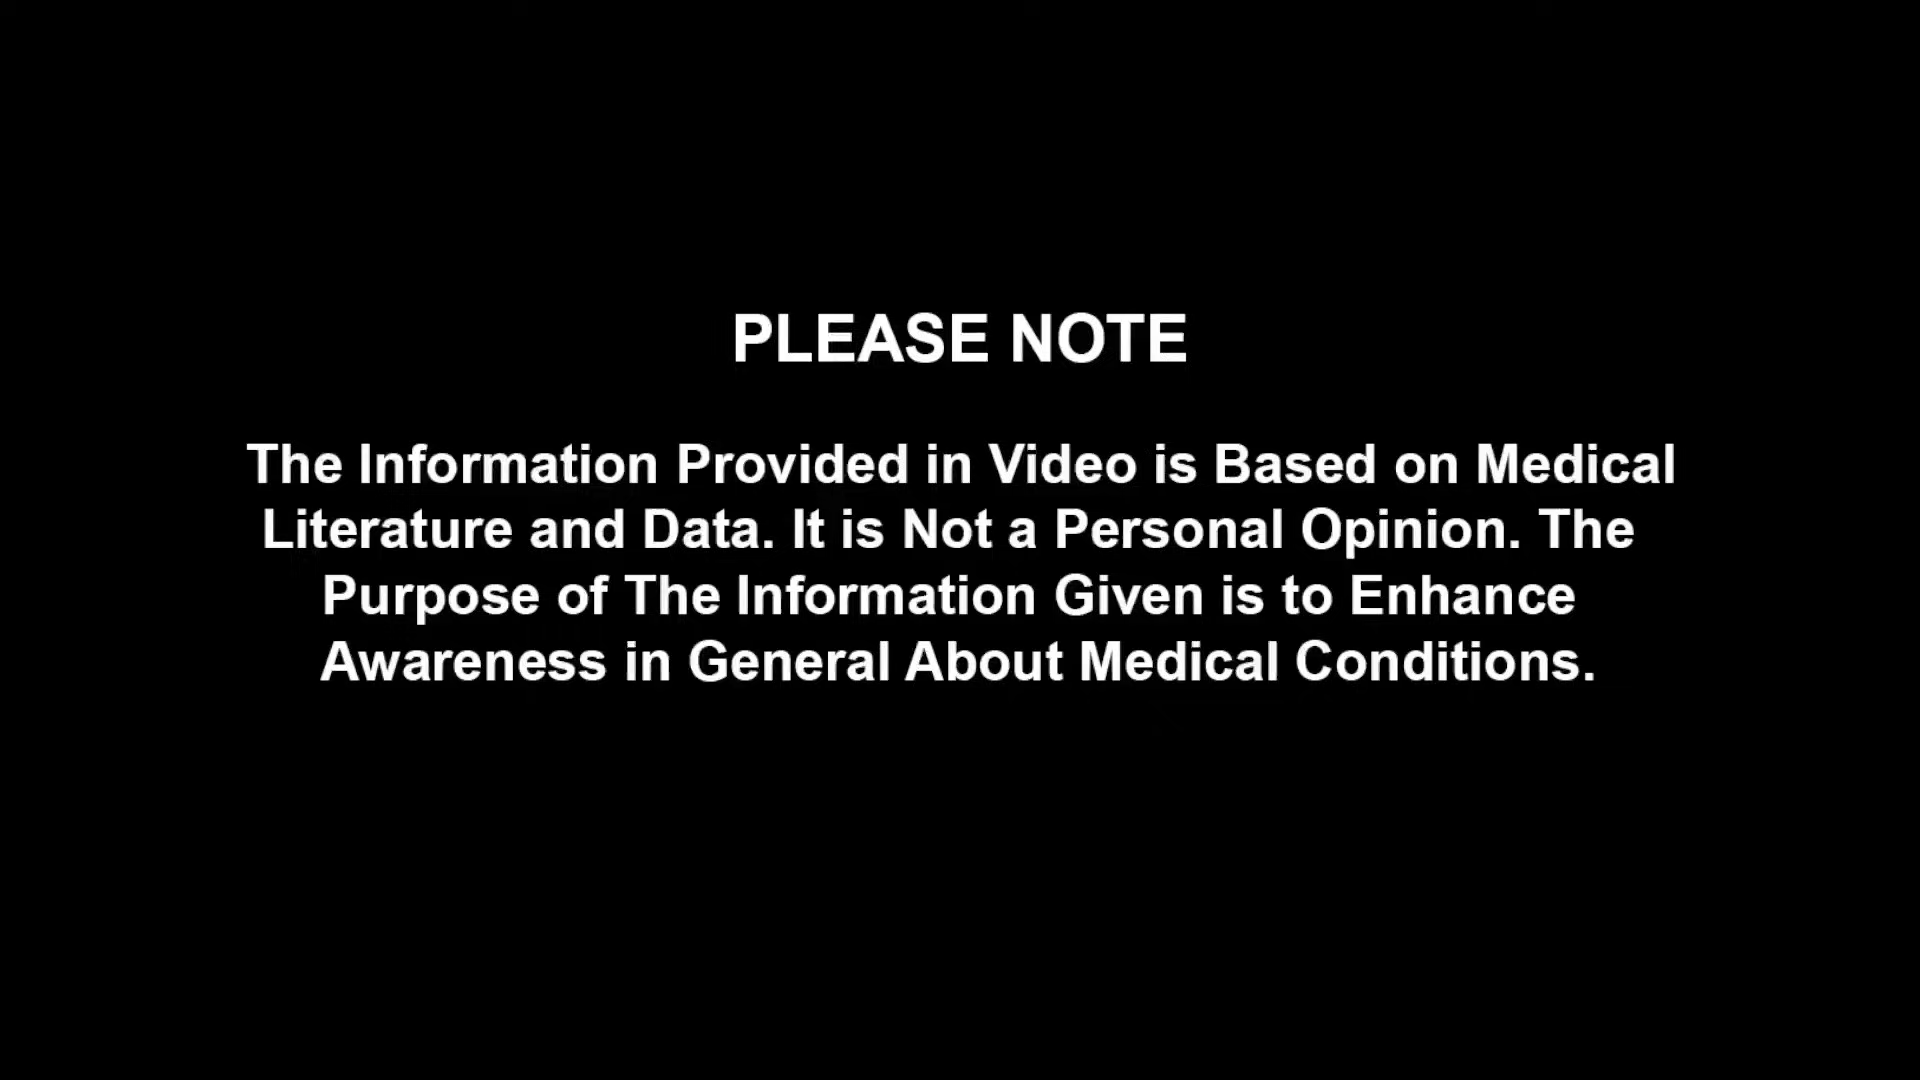 PLEASE NOTE
The Information Provided in Video is Based on Medical
Literature and Data. It is Not a Personal Opinion. The
Purpose of The Information Given is to Enhance
Awareness in General About Medical Conditions.